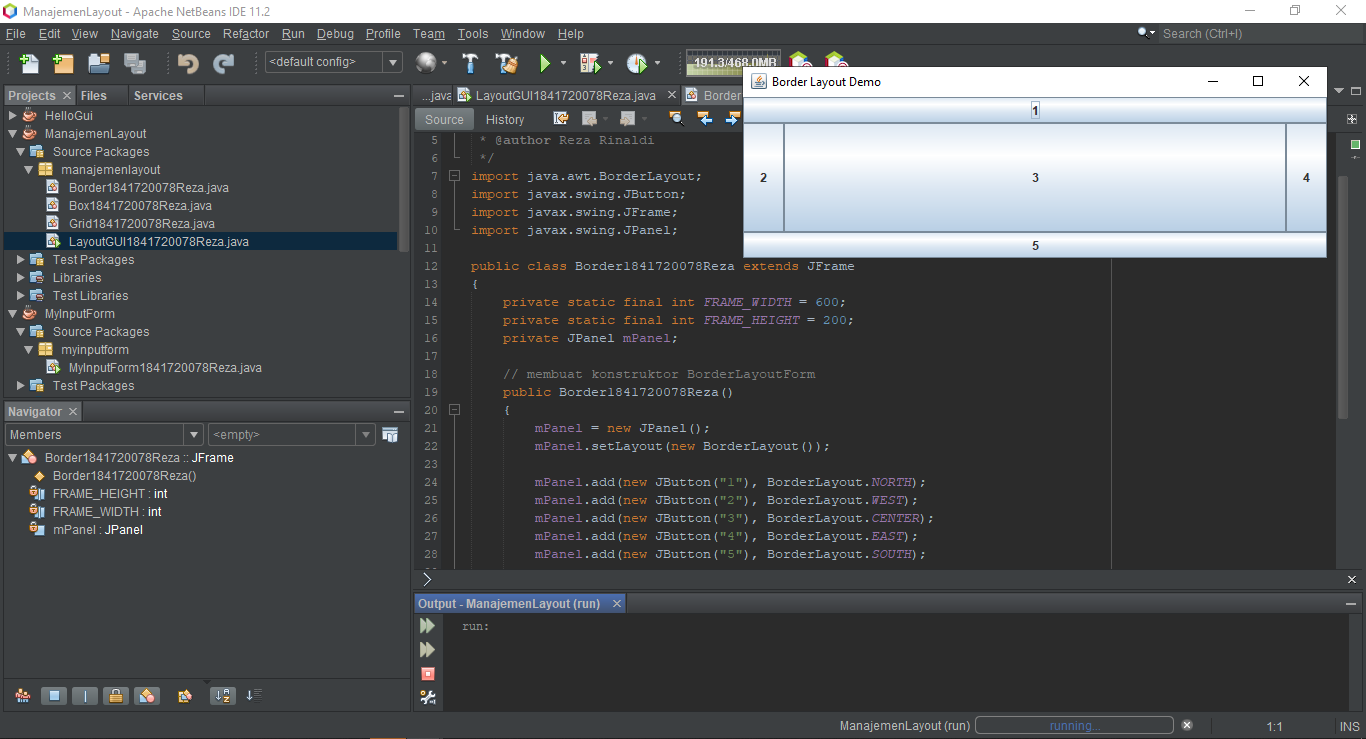 ManajemenLayout - Apache NetBeans IDE 11.2
File Edit View Navigate Source Refactor Run Debug Profile Team Tools Window Help
Search (Ctrl+I)
<default config>
191.3/468.0MB
Projects Files Services
HelloGui
ManajemenLayout
Source Packages
manajemenlayout
Border1841720078Reza.java
Box1841720078Reza.java
Grid1841720078Reza.java
LayoutGUI1841720078Reza.java
Test Packages
Libraries
Test Libraries
MyInputForm
Source Packages
myinputform
MyInputForm1841720078Reza.java
Test Packages
Navigator
Members
<empty>
Border1841720078Reza :: JFrame
Border1841720078Reza()
FRAME_HEIGHT : int
FRAME_WIDTH : int
mPanel : JPanel
...java LayoutGUI1841720078Reza.java Border
Source History
5 * @author Reza Rinaldi
6 */
7 import java.awt.BorderLayout;
8 import javax.swing.JButton;
9 import javax.swing.JFrame;
10 import javax.swing.JPanel;
11
12 public class Border1841720078Reza extends JFrame
13 {
14 private static final int FRAME_WIDTH = 600;
15 private static final int FRAME_HEIGHT = 200;
16 private JPanel mPanel;
17
18 // membuat konstruktor BorderLayoutForm
19 public Border1841720078Reza()
20 {
21 mPanel = new JPanel();
22 mPanel.setLayout(new BorderLayout());
23
24 mPanel.add(new JButton("1"), BorderLayout.NORTH);
25 mPanel.add(new JButton("2"), BorderLayout.WEST);
26 mPanel.add(new JButton("3"), BorderLayout.CENTER);
27 mPanel.add(new JButton("4"), BorderLayout.EAST);
28 mPanel.add(new JButton("5"), BorderLayout.SOUTH);
Border Layout Demo
1
2 3 4
5
Output - ManajemenLayout (run)
run:
ManajemenLayout (run) running... 1:1 INS